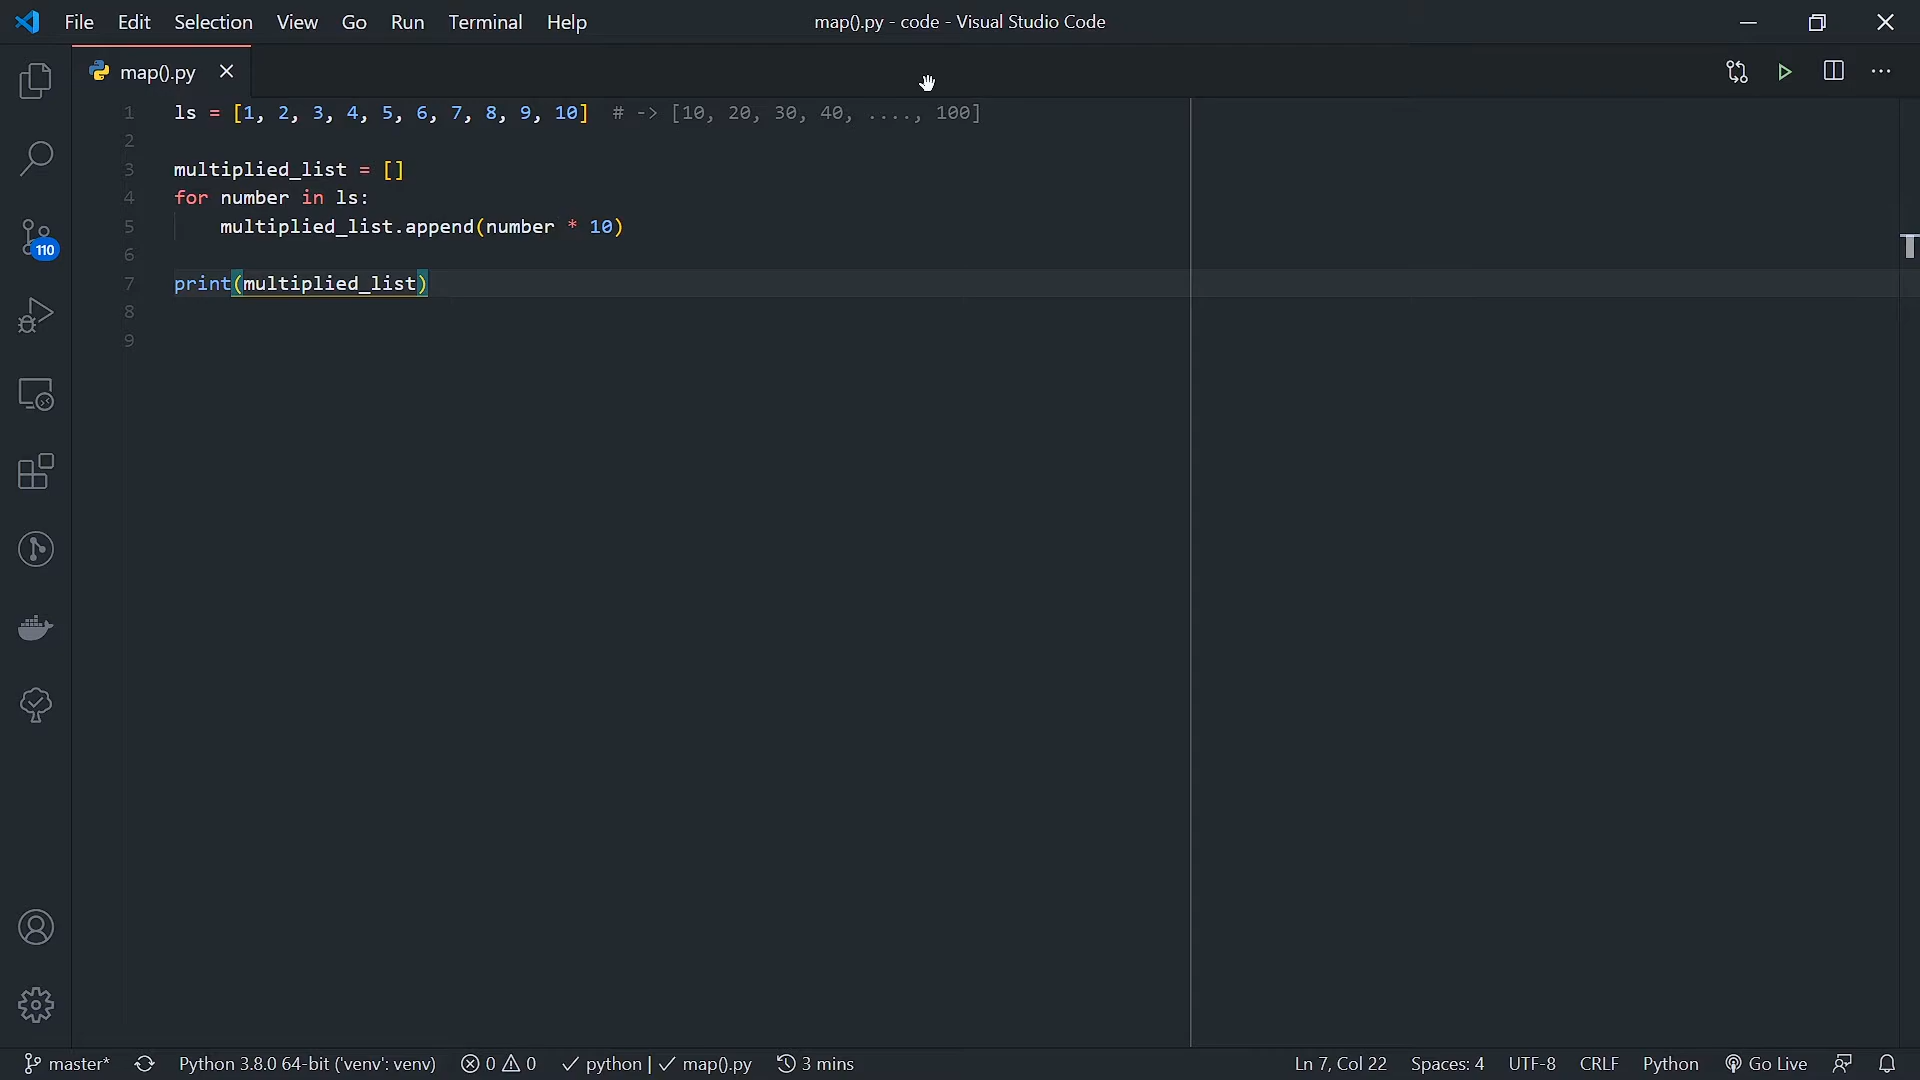 File Edit Selection View Go Run Terminal Help map().py - code - Visual Studio Code
map().py
1 ls = [1, 2, 3, 4, 5, 6, 7, 8, 9, 10] # -> [10, 20, 30, 40, ...., 100]
2
3 multiplied_list = []
4 for number in ls:
5 multiplied_list.append(number * 10)
6
7 print(multiplied_list)
8
9
110
master* Python 3.8.0 64-bit ('venv': venv) 0 0 python | map().py 3 mins Ln 7, Col 22 Spaces: 4 UTF-8 CRLF Python Go Live